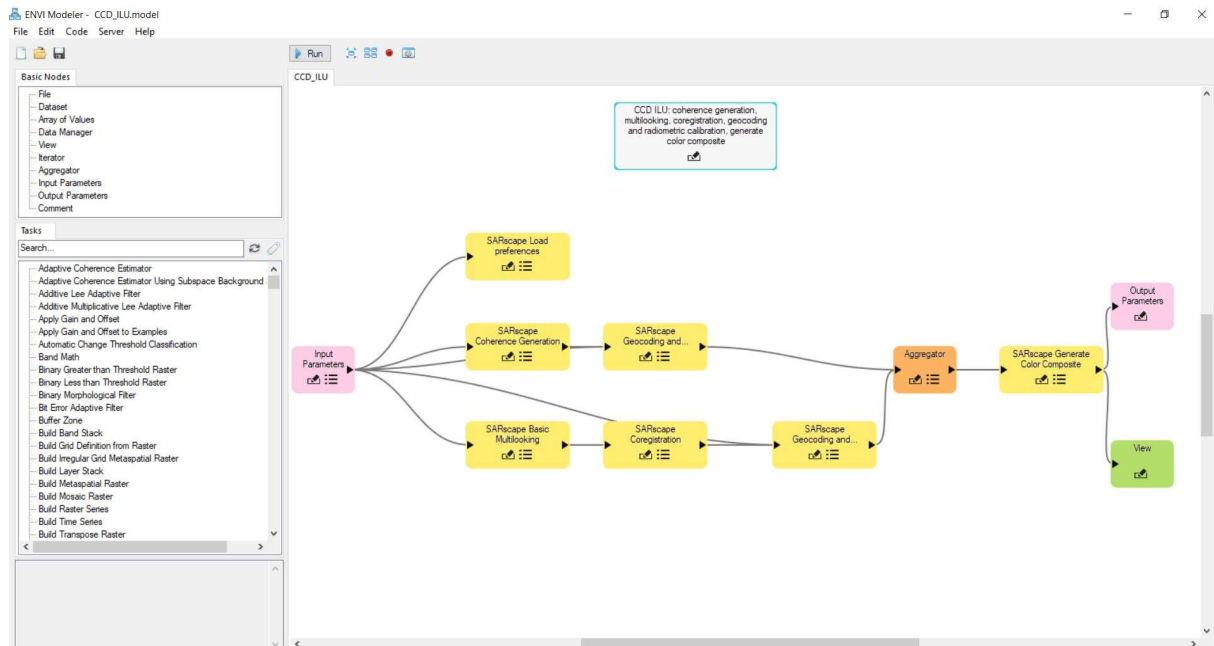 ENVI Modeler - CCD_ILU.model
File Edit Code Server Help
Run
Basic Nodes
File
Dataset
Array of Values
Data Manager
View
Iterator
Aggregator
Input Parameters
Output Parameters
Comment
Tasks
Search...
Adaptive Coherence Estimator
Adaptive Coherence Estimator Using Subspace Background
Additive Lee Adaptive Filter
Additive Multiplicative Lee Adaptive Filter
Apply Gain and Offset
Apply Gain and Offset to Examples
Automatic Change Threshold Classification
Band Math
Binary Greater than Threshold Raster
Binary Less than Threshold Raster
Binary Morphological Filter
Bit Error Adaptive Filter
Buffer Zone
Build Band Stack
Build Grid Definition from Raster
Build Irregular Grid Metaspatial Raster
Build Layer Stack
Build Metaspatial Raster
Build Mosaic Raster
Build Raster Series
Build Time Series
Build Transpose Raster
CCD_ILU
CCD ILU: coherence generation,
multilooking, coregistration, geocoding
and radiometric calibration, generate
color composite
SARscape Load
preferences
Input
Parameters
SARscape
Coherence Generation
SARscape
Geocoding and...
SARscape Basic
Multilooking
SARscape
Coregistration
SARscape
Geocoding and...
Aggregator
SARscape Generate
Color Composite
Output
Parameters
View